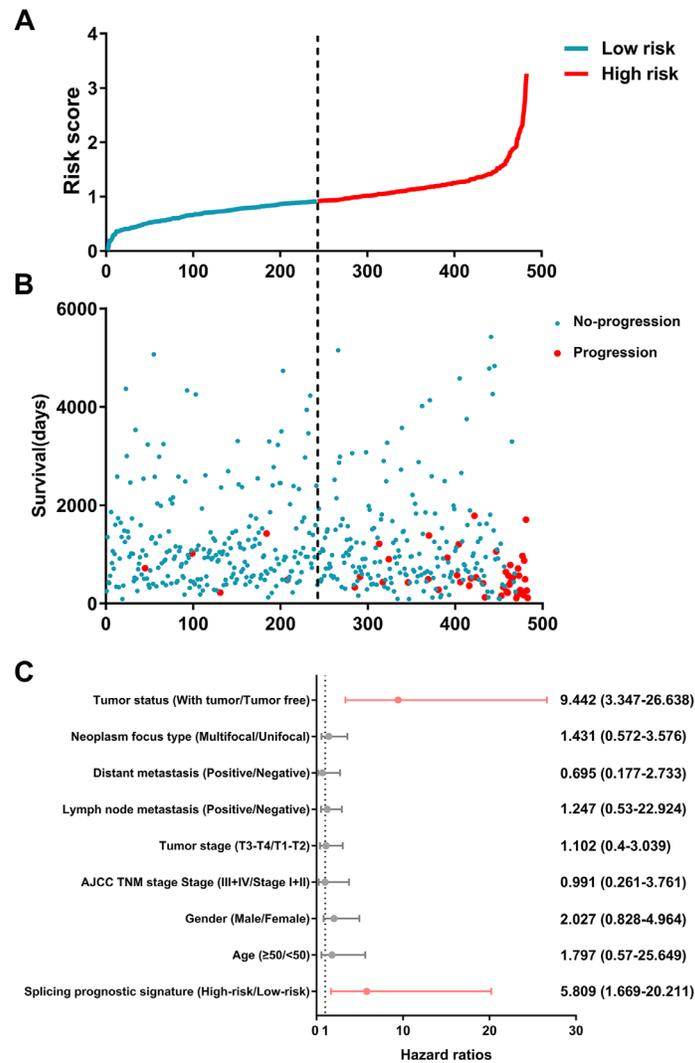 A
4
3
2
1
0
Risk score
0
100
200
300
400
500
Low risk
High risk
B
6000
4000
2000
0
Survival(days)
0
100
200
300
400
500
No-progression
Progression
C
Tumor status (With tumor/Tumor free)
9.442 (3.347-26.638)
Neoplasm focus type (Multifocal/Unifocal)
1.431 (0.572-3.576)
Distant metastasis (Positive/Negative)
0.695 (0.177-2.733)
Lymph node metastasis (Positive/Negative)
1.247 (0.53-22.924)
Tumor stage (T3-T4/T1-T2)
1.102 (0.4-3.039)
AJCC TNM stage Stage (III+IV/Stage I+II)
0.991 (0.261-3.761)
Gender (Male/Female)
2.027 (0.828-4.964)
Age (≥50/<50)
1.797 (0.57-25.649)
Splicing prognostic signature (High-risk/Low-risk)
5.809 (1.669-20.211)
0 1 10 20 30
Hazard ratios